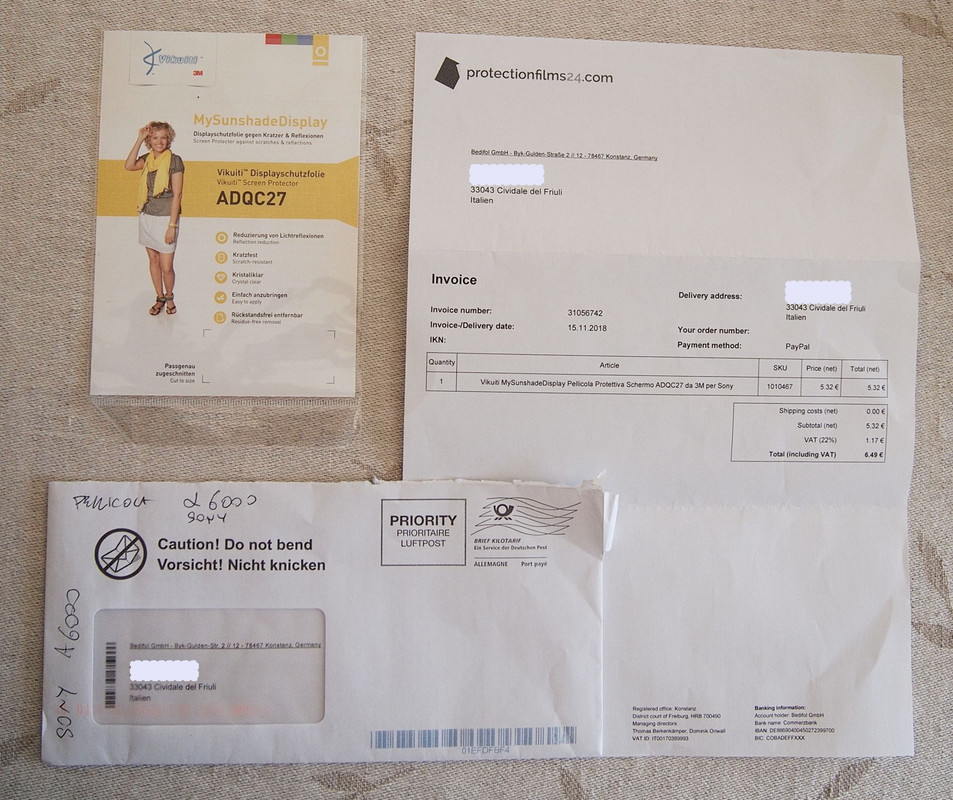 Vikuiti™
3M
MySunshadeDisplay
Displayschutzfolie gegen Kratzer & Reflexionen
Screen Protector against scratches & reflections
Vikuiti™ Displayschutzfolie
Vikuiti™ Screen Protector
ADQC27
Reduzierung von Lichtreflexionen
Reflection reduction
Kratzfest
Scratch-resistant
Kristallklar
Crystal-clear
Einfach anzubringen
Easy to apply
Rückstandsfrei entfernbar
Residue-free removal
Passgenau
zugeschnitten
Cut to size
protectionfilms24.com
Bedifol GmbH - Byk-Gulden-Straße 2 // 12 - 78467 Konstanz, Germany
33043 Cividale del Friuli
Italien
Invoice
Invoice number: 31056742
Invoice-/Delivery date: 15.11.2018
IKN:
Delivery address:
33043 Cividale del Friuli
Italien
Your order number:
Payment method: PayPal
Quantity Article SKU Price (net) Total (net)
1 Vikuiti MySunshadeDisplay Pellicola Protettiva Schermo ADQC27 da 3M per Sony 1010467 5.32 € 5.32 €
Shipping costs (net) 0.00 €
Subtotal (net) 5.32 €
VAT (22%) 1.17 €
Total (including VAT) 6.49 €
Registered office: Konstanz
District court of Freiburg, HRB 700490
Managing directors
Thomas Berkenkämper, Dominik Onwall
VAT ID: IT00170389993
Banking information:
Account holder: Bedifol GmbH
Bank name: Commerzbank
IBAN: DE88690400450272399700
BIC: COBADEFFXXX
PELLICOLA α6000
SONY
SONY A6000
Caution! Do not bend
Vorsicht! Nicht knicken
PRIORITY
PRIORITAIRE
LUFTPOST
BRIEF KILOTARIF
Ein Service der Deutschen Post
ALLEMAGNE Port payé
Bedifol GmbH - Byk-Gulden-Str. 2 // 12 - 78467 Konstanz, Germany
33043 Cividale del Friuli
Italien
01EFDFBF4